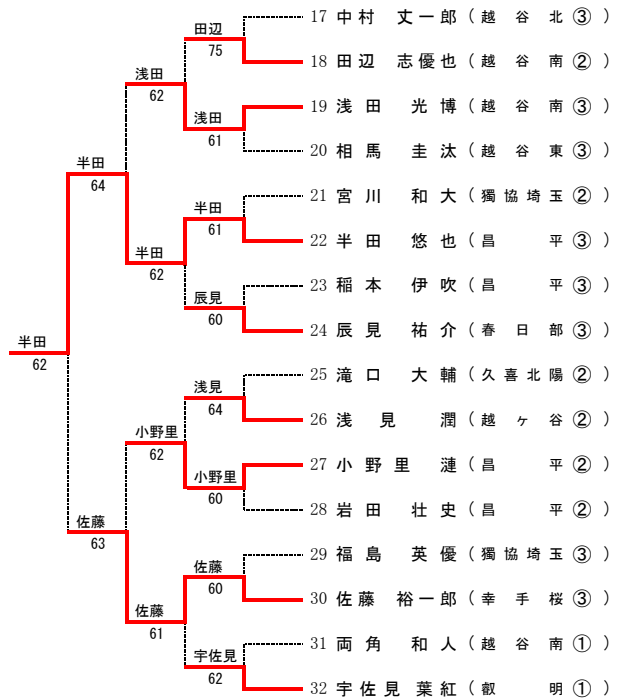 17 中村 丈一郎 ( 越谷北 ③ )
田辺
75
18 田辺 志優也 ( 越谷南 ② )
浅田
62
19 浅田 光博 ( 越谷南 ③ )
浅田
61
20 相馬 圭汰 ( 越谷東 ③ )
半田
64
21 宮川 和大 ( 獨協埼玉 ② )
半田
61
22 半田 悠也 ( 昌平 ③ )
半田
62
23 稲本 伊吹 ( 昌平 ③ )
辰見
60
24 辰見 祐介 ( 春日部 ③ )
半田
62
25 滝口 大輔 ( 久喜北陽 ② )
浅見
64
26 浅見 潤 ( 越ヶ谷 ② )
小野里
62
27 小野里 漣 ( 昌平 ② )
小野里
60
28 岩田 壮史 ( 昌平 ② )
佐藤
63
29 福島 英優 ( 獨協埼玉 ③ )
佐藤
60
30 佐藤 裕一郎 ( 幸手桜 ③ )
佐藤
61
31 両角 和人 ( 越谷南 ① )
宇佐見
62
32 宇佐見 葉紅 ( 叡明 ① )